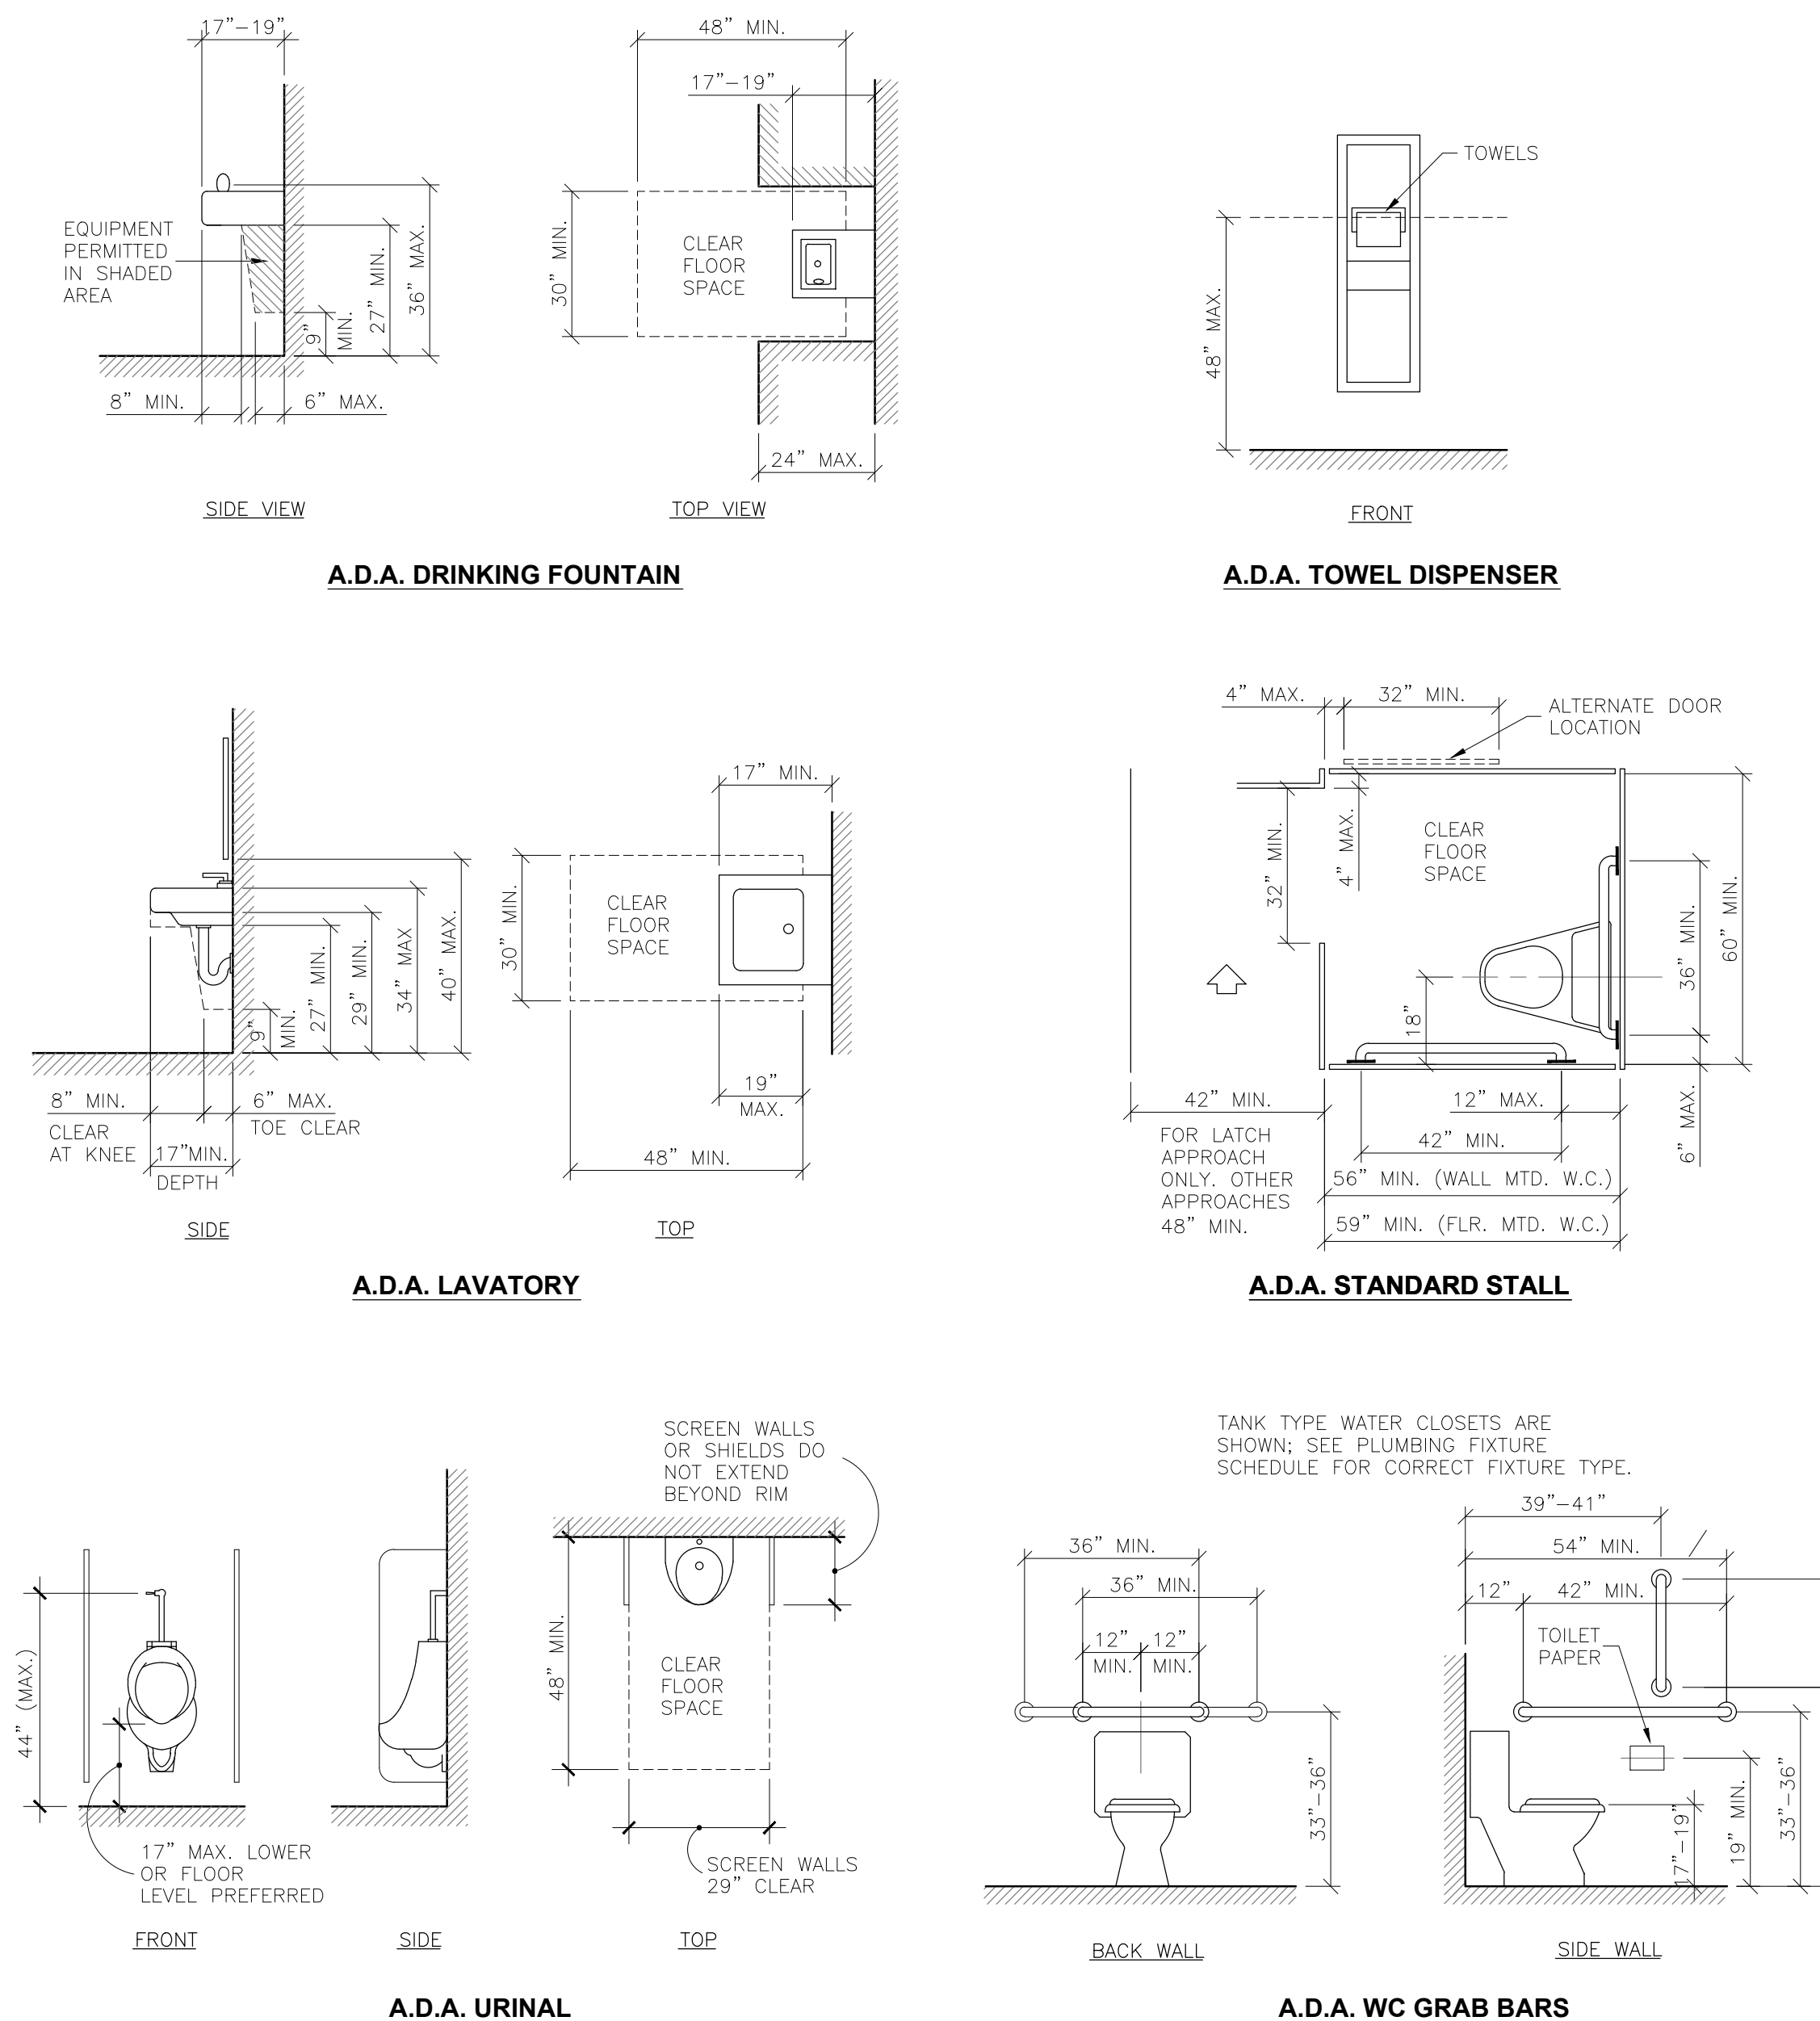 17"-19"
EQUIPMENT
PERMITTED
IN SHADED
AREA
9"
MIN.
27" MIN.
36" MAX.
8" MIN.
6" MAX.
SIDE VIEW
48" MIN.
17"-19"
30" MIN.
CLEAR
FLOOR
SPACE
24" MAX.
TOP VIEW
A.D.A. DRINKING FOUNTAIN
TOWELS
48" MAX.
FRONT
A.D.A. TOWEL DISPENSER
9"
MIN.
27" MIN.
29" MIN.
34" MAX
40" MAX.
8" MIN.
CLEAR
AT KNEE
6" MAX.
TOE CLEAR
17"MIN.
DEPTH
SIDE
17" MIN.
30" MIN.
CLEAR
FLOOR
SPACE
19"
MAX.
48" MIN.
TOP
A.D.A. LAVATORY
4" MAX.
32" MIN.
ALTERNATE DOOR
LOCATION
32" MIN.
4" MAX.
CLEAR
FLOOR
SPACE
18"
36" MIN.
60" MIN.
6" MAX.
42" MIN.
FOR LATCH
APPROACH
ONLY. OTHER
APPROACHES
48" MIN.
12" MAX.
42" MIN.
56" MIN. (WALL MTD. W.C.)
59" MIN. (FLR. MTD. W.C.)
A.D.A. STANDARD STALL
44" (MAX.)
17" MAX. LOWER
OR FLOOR
LEVEL PREFERRED
FRONT
SIDE
SCREEN WALLS
OR SHIELDS DO
NOT EXTEND
BEYOND RIM
48" MIN.
CLEAR
FLOOR
SPACE
SCREEN WALLS
29" CLEAR
TOP
A.D.A. URINAL
TANK TYPE WATER CLOSETS ARE
SHOWN; SEE PLUMBING FIXTURE
SCHEDULE FOR CORRECT FIXTURE TYPE.
36" MIN.
36" MIN.
12"
MIN.
12"
MIN.
33"-36"
BACK WALL
39"-41"
54" MIN.
12"
42" MIN.
TOILET
PAPER
17"-19"
19" MIN.
33"-36"
SIDE WALL
A.D.A. WC GRAB BARS